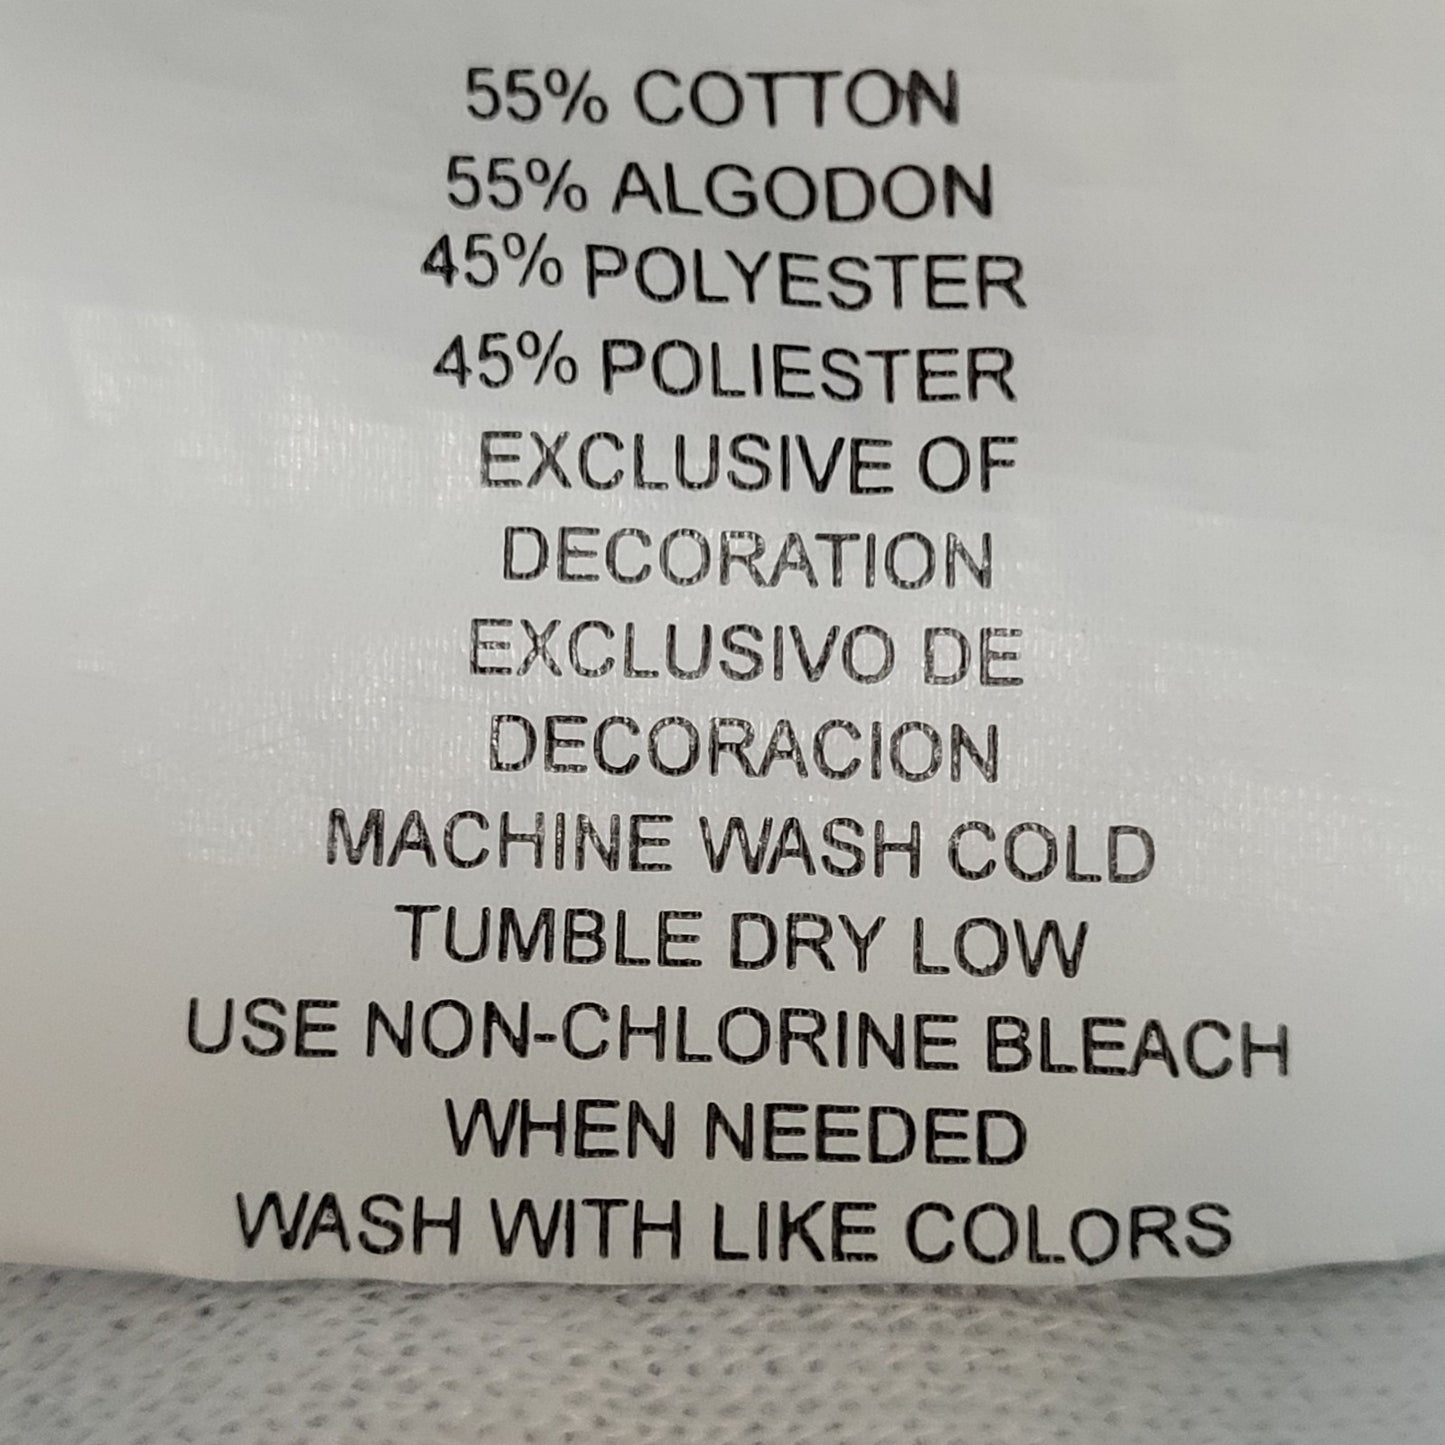 55% COTTON
55% ALGODON
45% POLYESTER
45% POLIESTER
EXCLUSIVE OF
DECORATION
EXCLUSIVO DE
DECORACION
MACHINE WASH COLD
TUMBLE DRY LOW
USE NON-CHLORINE BLEACH
WHEN NEEDED
WASH WITH LIKE COLORS